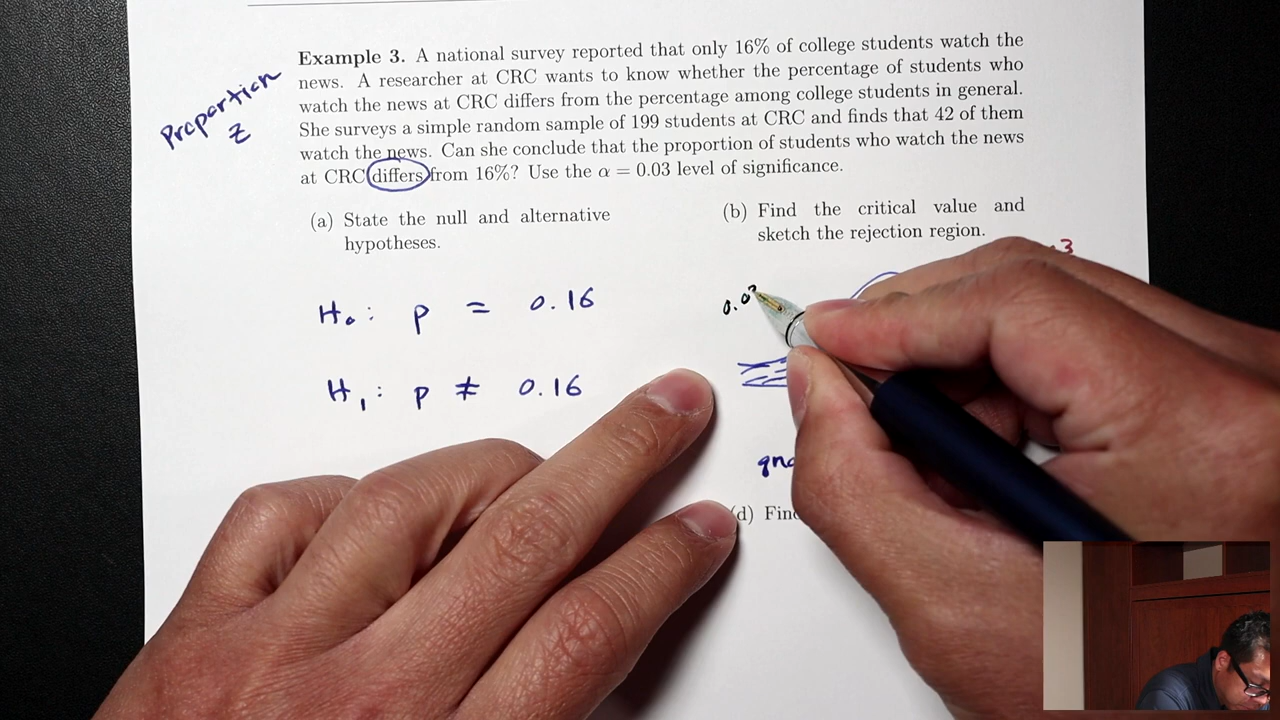 Proportion
Z
Example 3. A national survey reported that only 16% of college students watch the
news. A researcher at CRC wants to know whether the percentage of students who
watch the news at CRC differs from the percentage among college students in general.
She surveys a simple random sample of 199 students at CRC and finds that 42 of them
watch the news. Can she conclude that the proportion of students who watch the news
at CRC differs from 16%? Use the α = 0.03 level of significance.
(a) State the null and alternative
hypotheses.
H₀: p = 0.16
H₁: p ≠ 0.16
(b) Find the critical value and
sketch the rejection region.
3
0.0
(d)